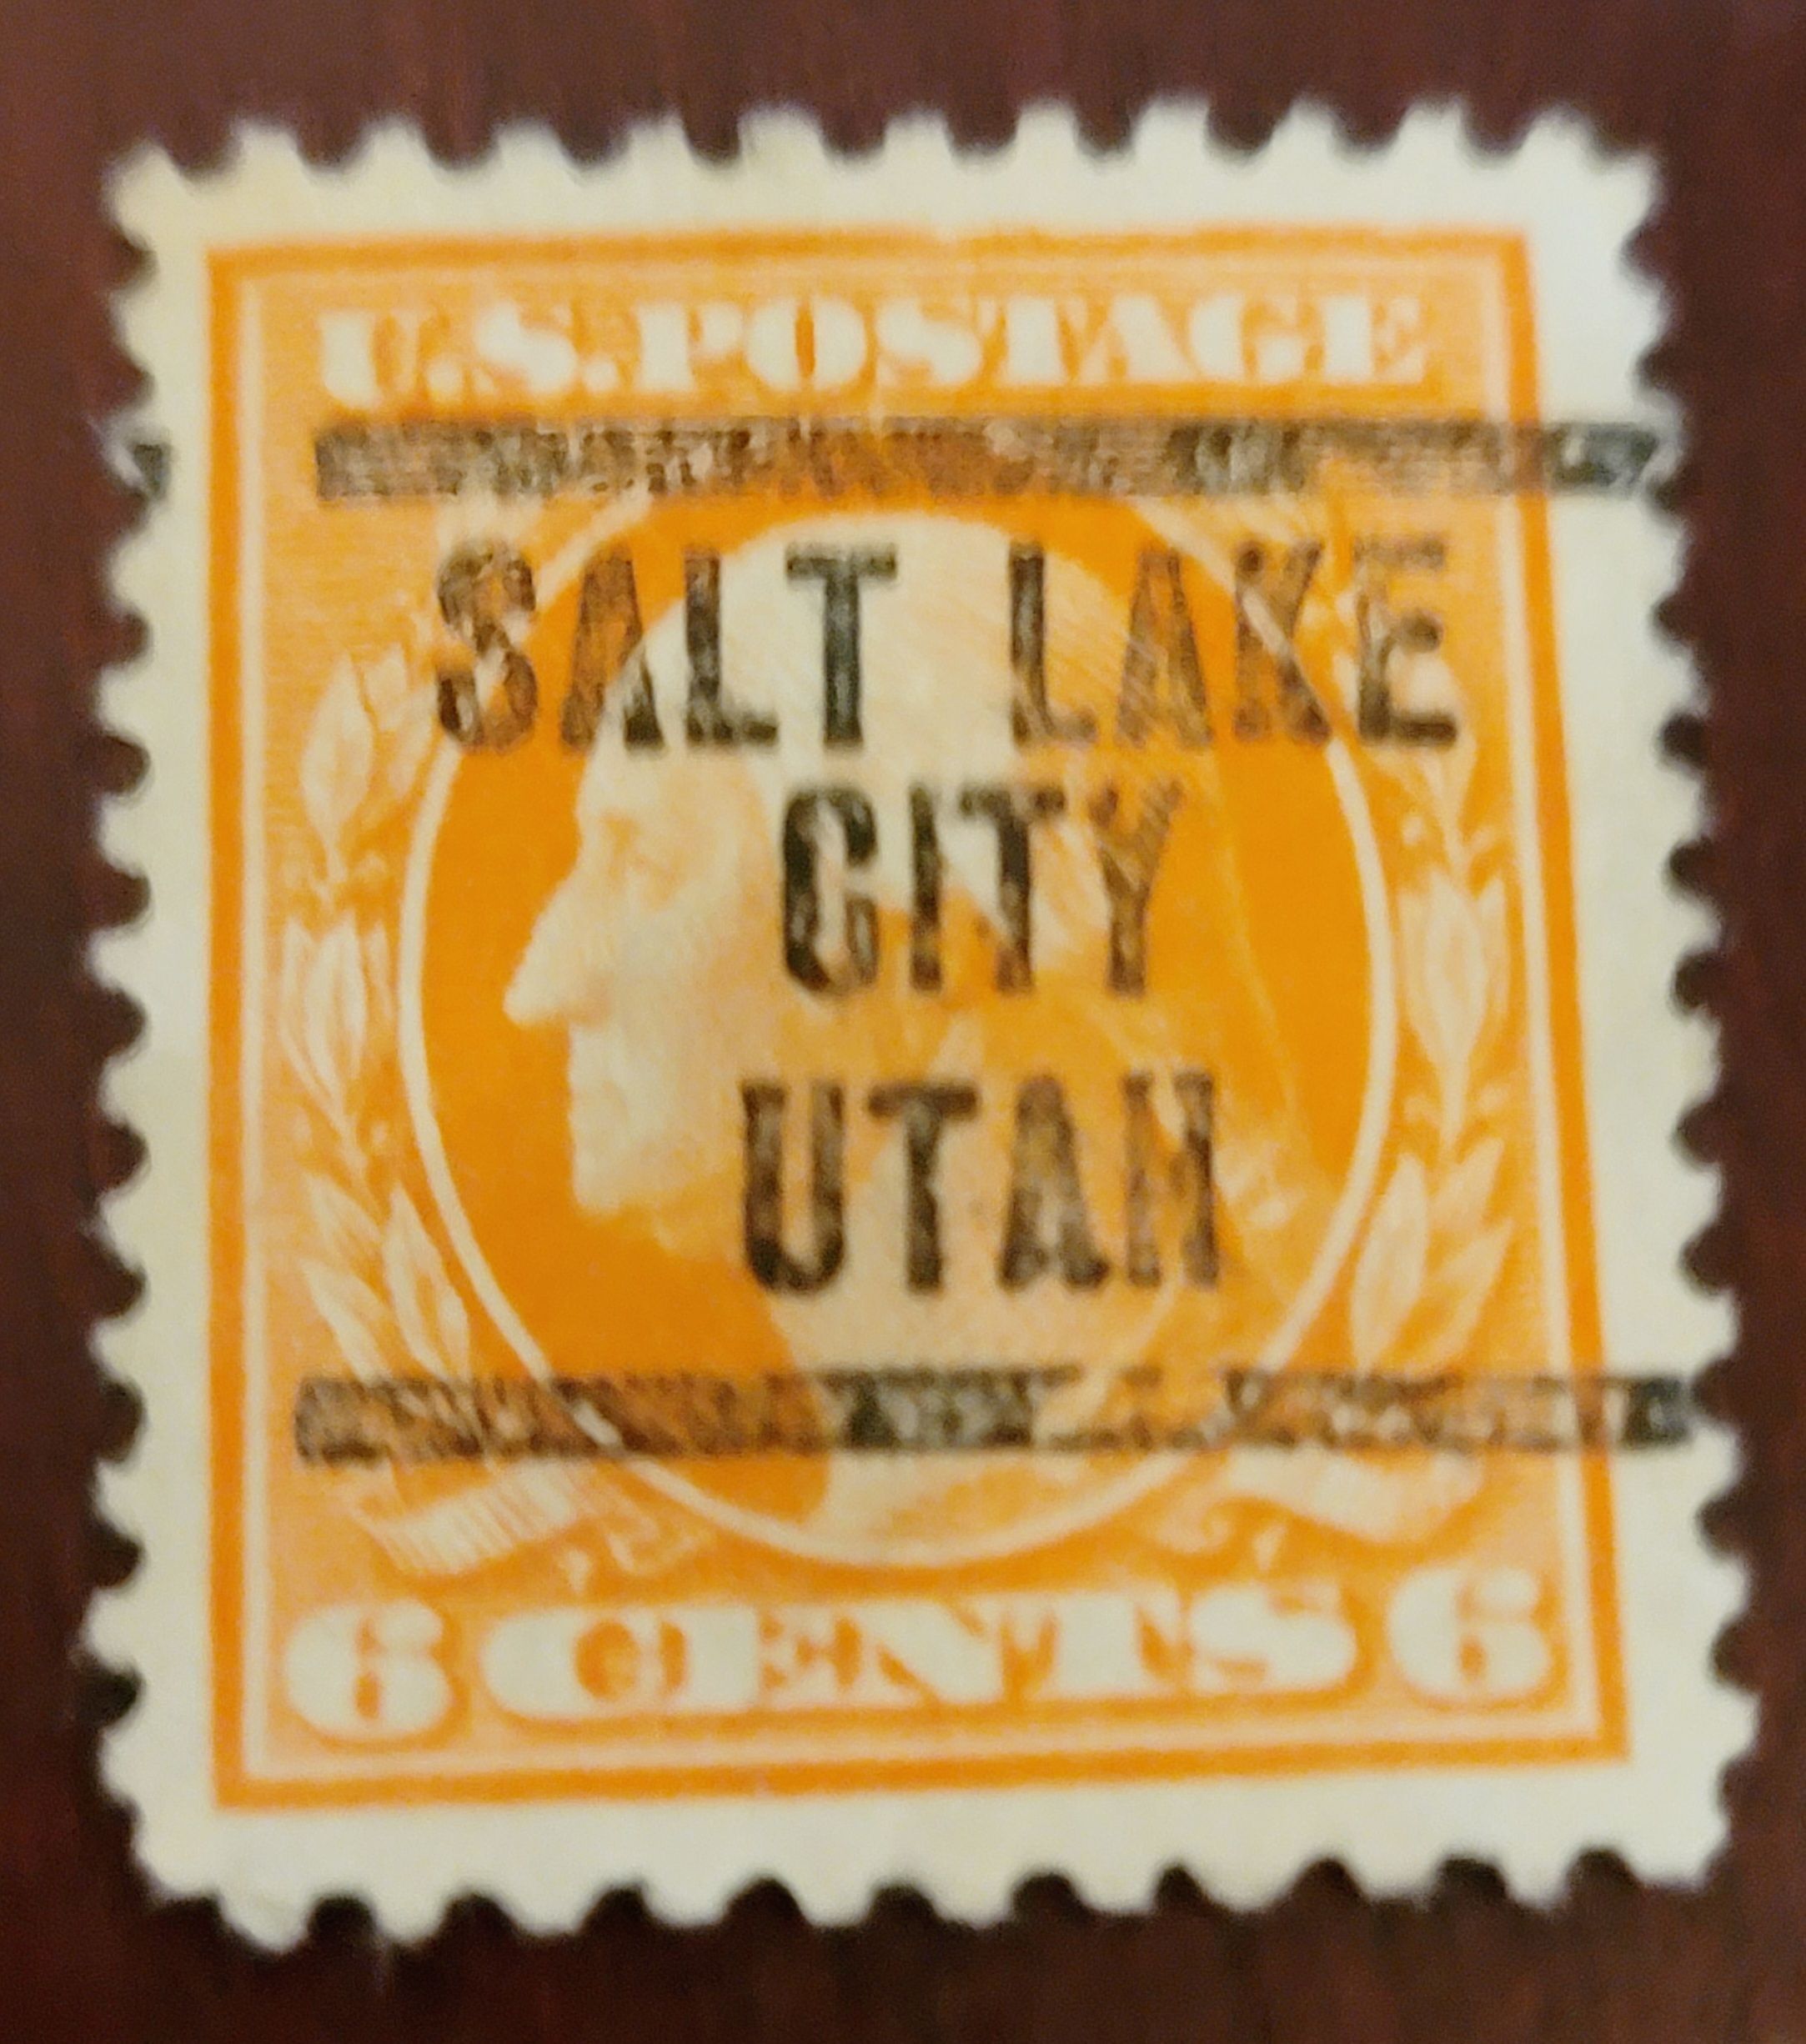 U.S.POSTAGE
SALT LAKE
CITY
UTAH
6 CENTS 6